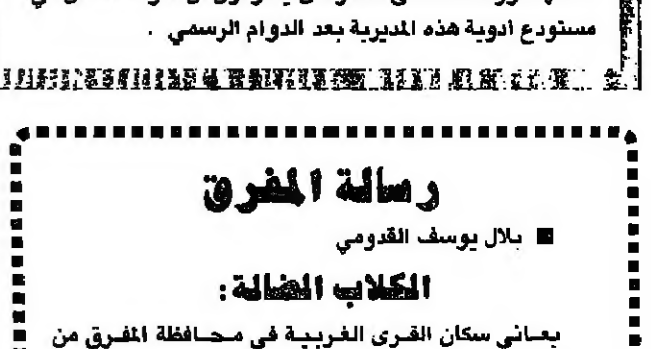 مستودع أدوية هذه المديرية بعد الدوام الرسمي .
رسالة المفرق
■ بلال يوسف القدومي
الكلاب الضالة :
يعاني سكان القرى الغربية في محافظة المفرق من